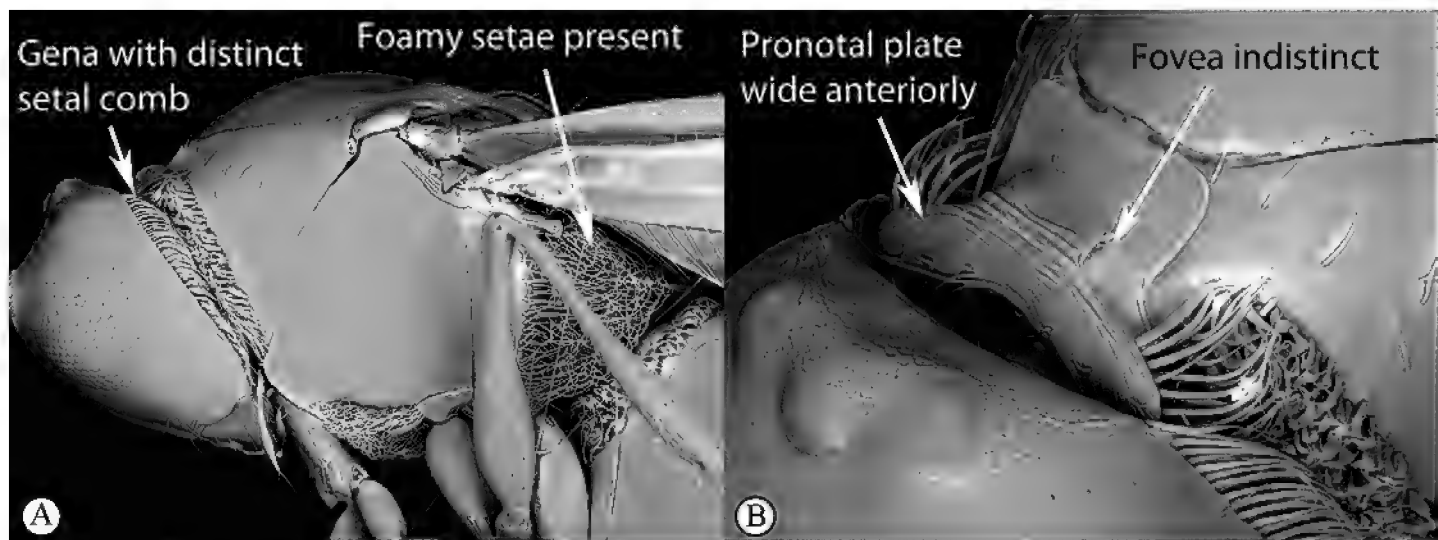 Gena with distinct
setal comb
Foamy setae present
A
Pronotal plate
wide anteriorly
Fovea indistinct
B